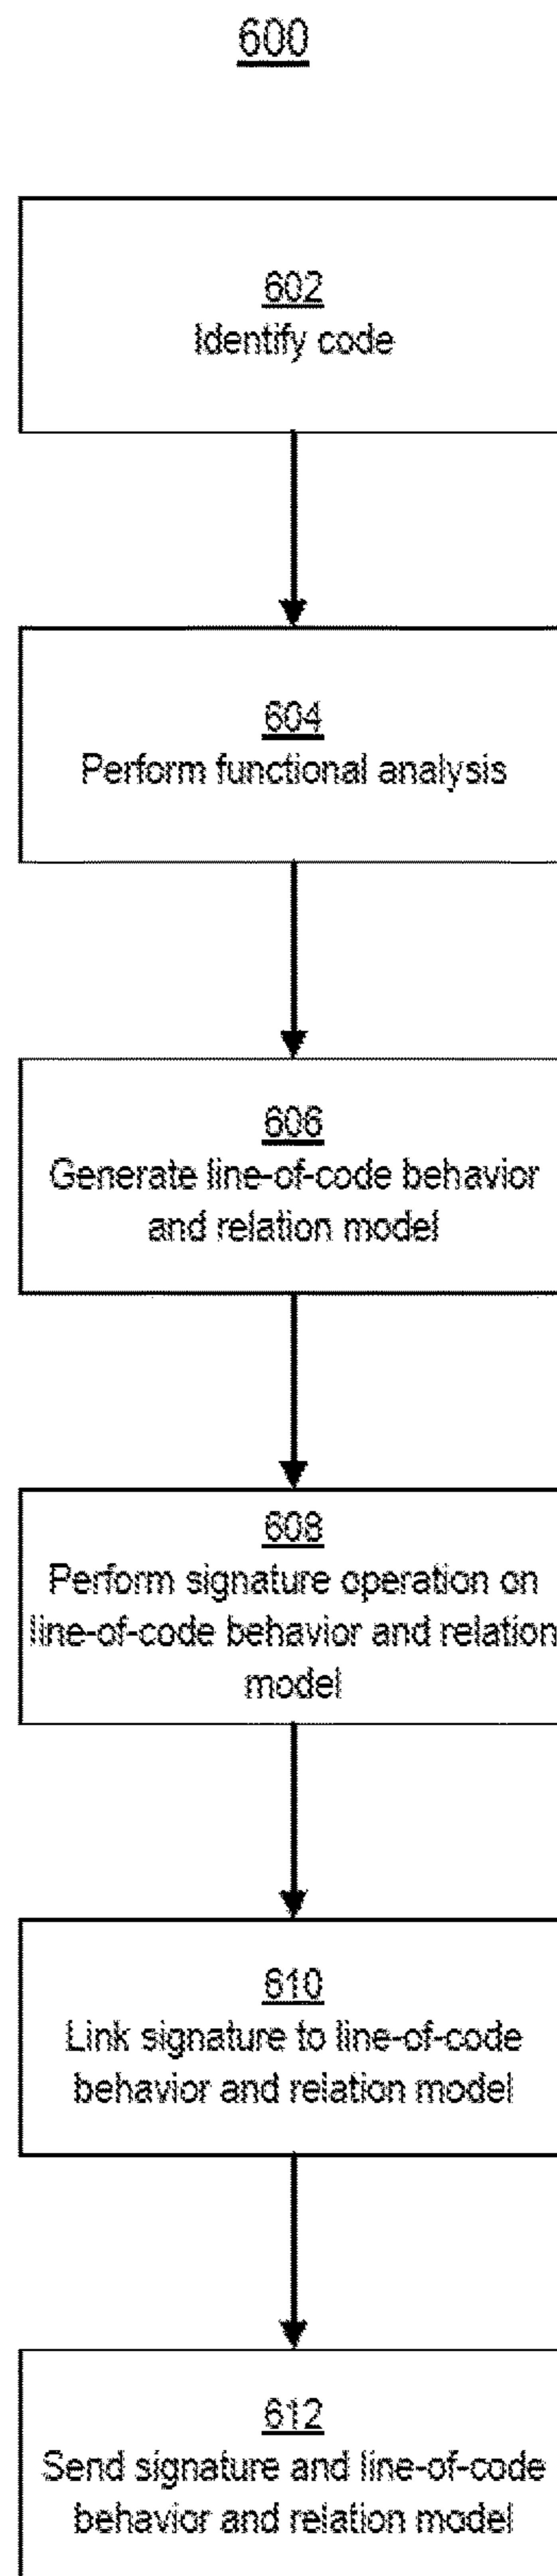 600
602
Identify code
604
Perform functional analysis
606
Generate line-of-code behavior
and relation model
608
Perform signature operation on
line-of-code behavior and relation
model
610
Link signature to line-of-code
behavior and relation model
612
Send signature and line-of-code
behavior and relation model